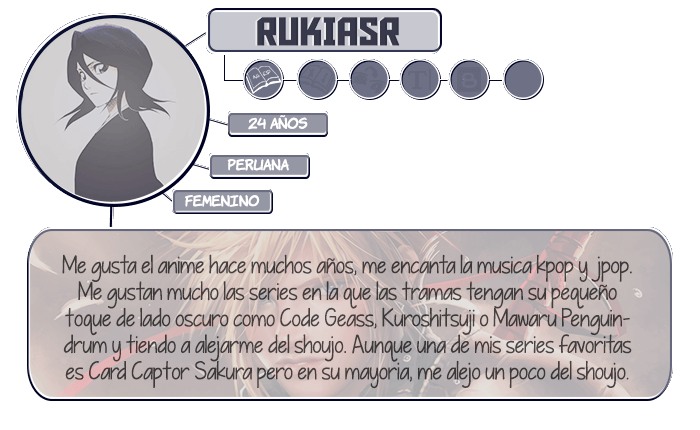 RUKIASR
24 AÑOS
PERUANA
FEMENINO
Me gusta el anime hace muchos años, me encanta la musica kpop y jpop.
Me gustan mucho las series en la que las tramas tengan su pequeño
toque de lado oscuro como Code Geass, Kuroshitsuji o Mawaru Penguin-
drum y tiendo a alejarme del shoujo. Aunque una de mis series favoritas
es Card Captor Sakura pero en su mayoria, me alejo un poco del shoujo.